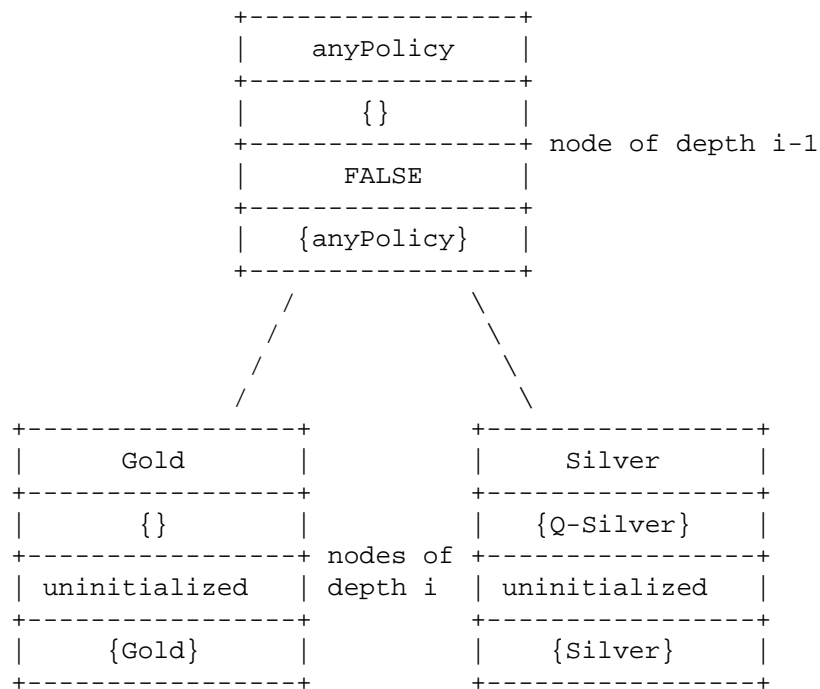 anyPolicy
{}
node of depth i-1
FALSE
{anyPolicy}
Gold Silver
{} {Q-Silver}
nodes of
uninitialized depth i uninitialized
{Gold} {Silver}